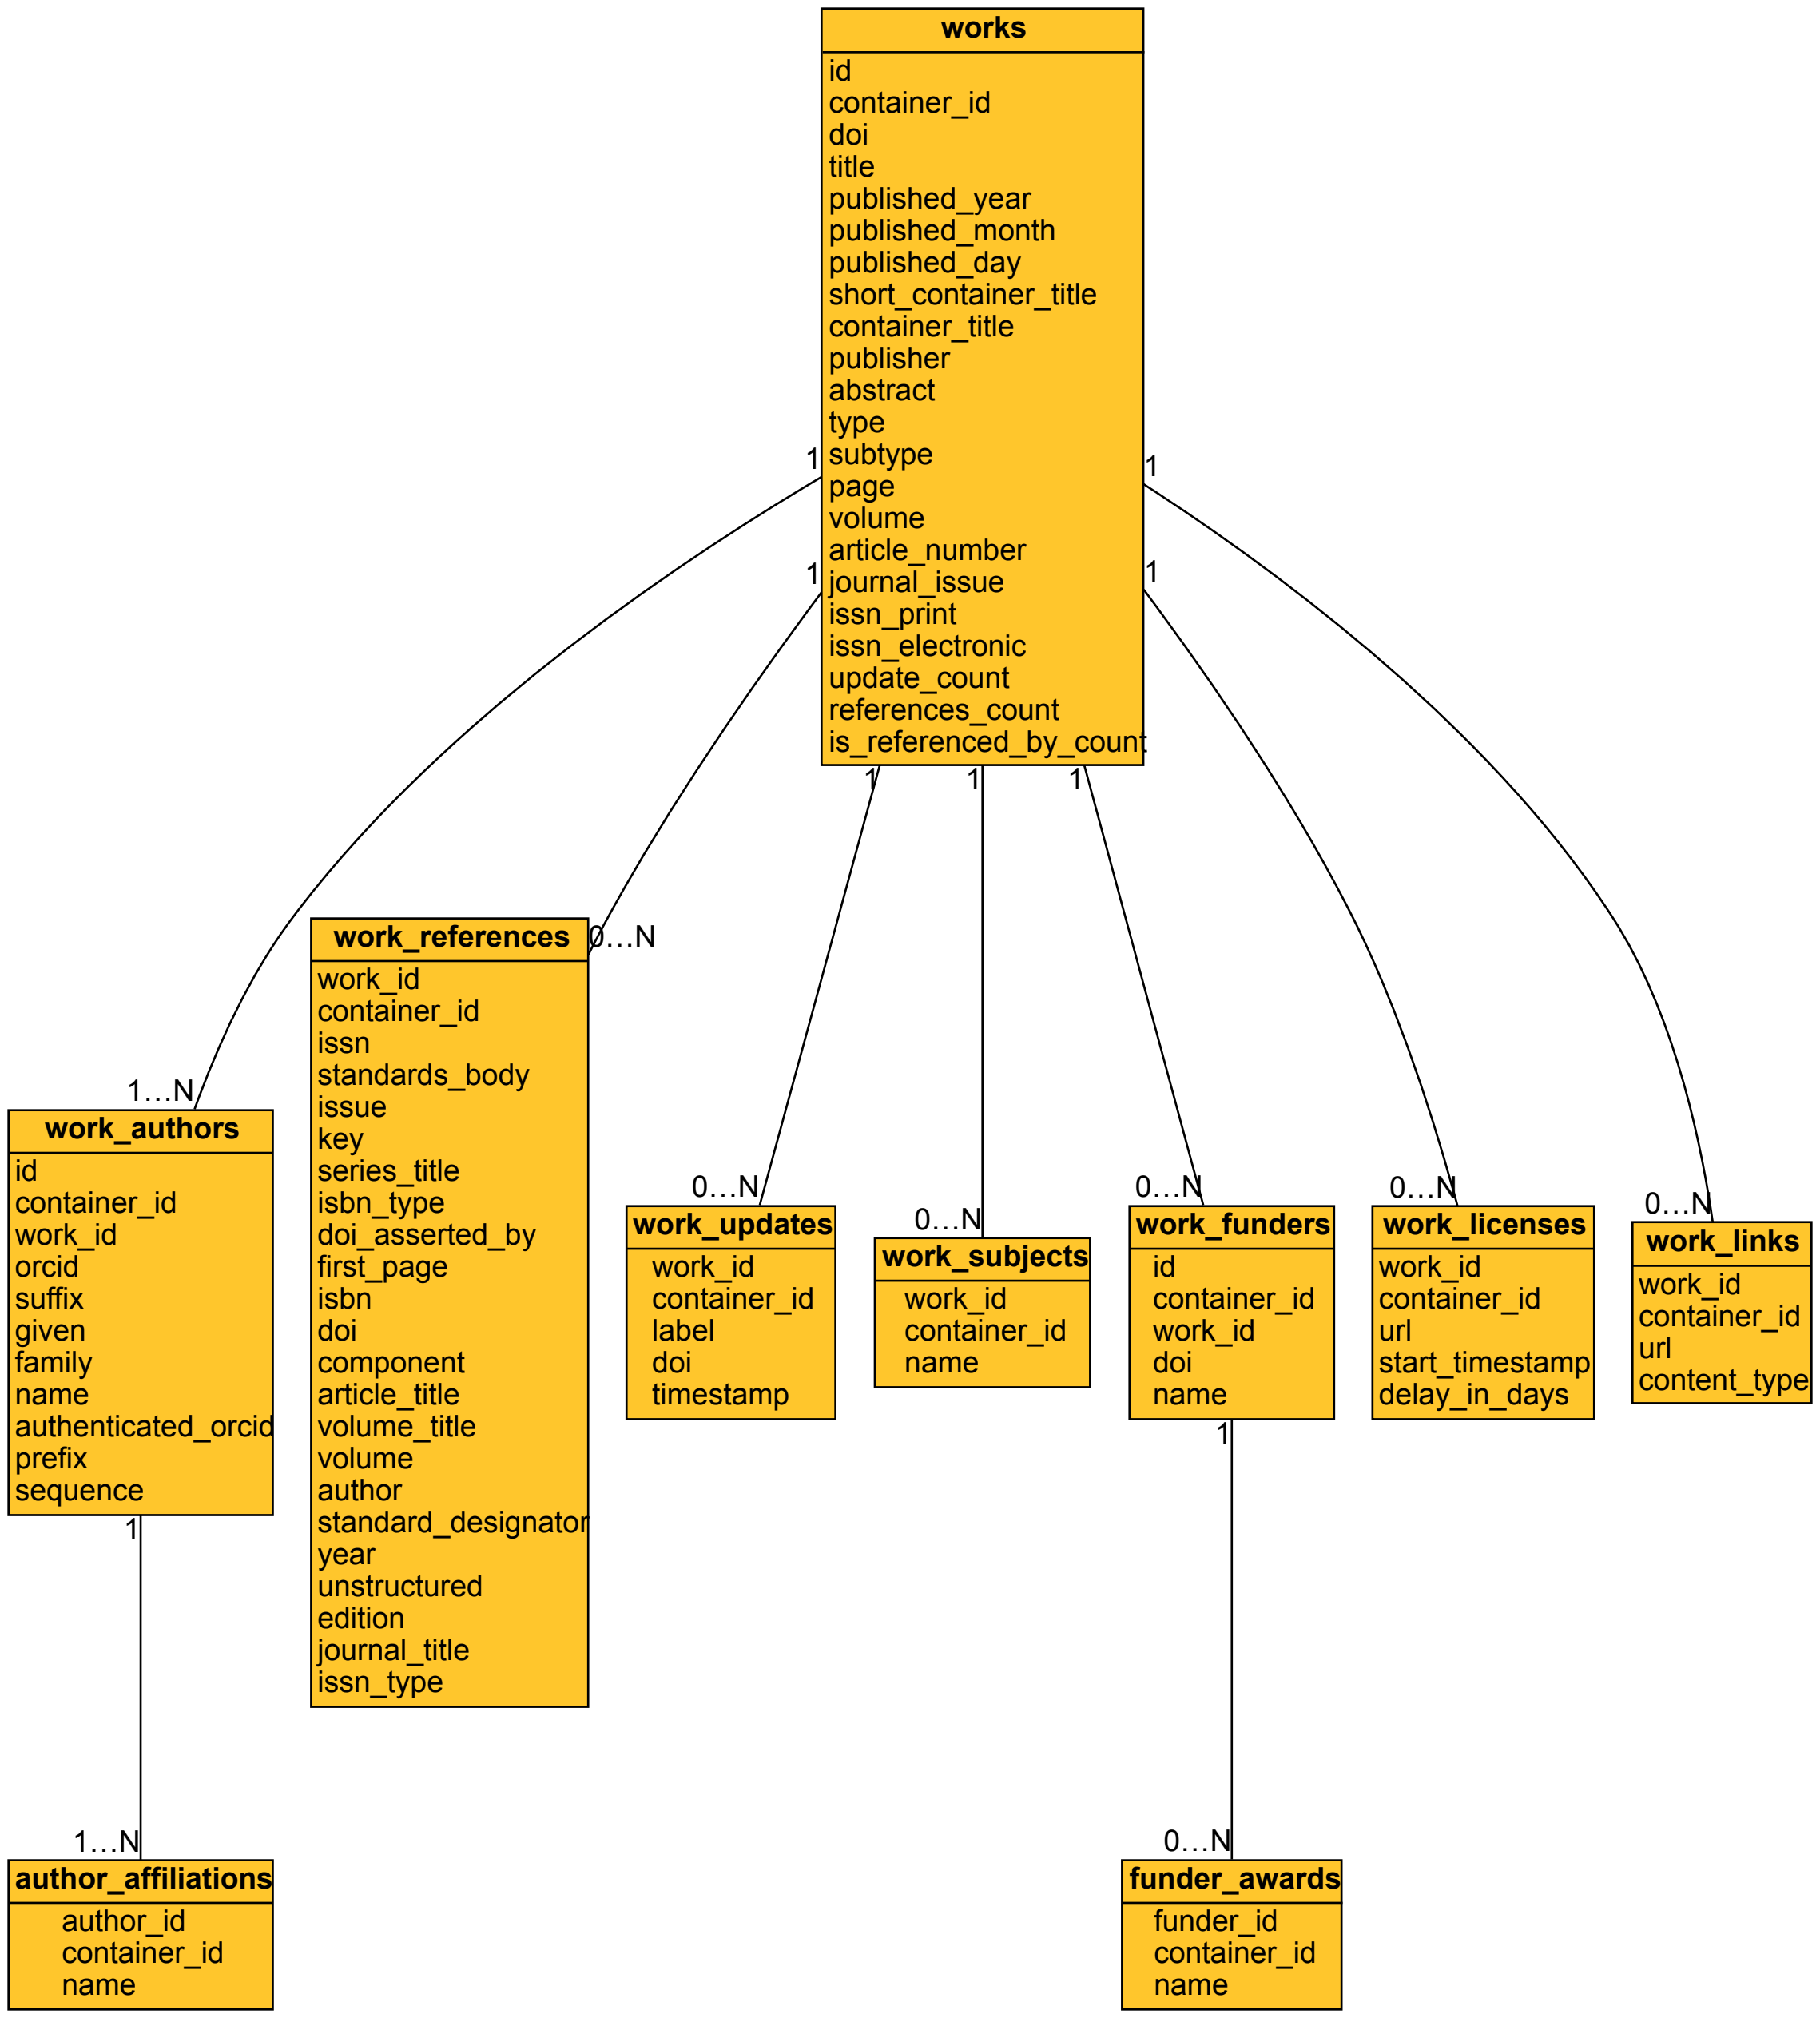 works
id
container_id
doi
title
published_year
published_month
published_day
short_container_title
container_title
publisher
abstract
type
subtype
page
volume
article_number
journal_issue
issn_print
issn_electronic
update_count
references_count
is_referenced_by_count
1
1
1
1
1
1
1
1…N
work_authors
id
container_id
work_id
orcid
suffix
given
family
name
authenticated_orcid
prefix
sequence
1
0…N
work_references
work_id
container_id
issn
standards_body
issue
key
series_title
isbn_type
doi_asserted_by
first_page
isbn
doi
component
article_title
volume_title
volume
author
standard_designator
year
unstructured
edition
journal_title
issn_type
0…N
work_updates
work_id
container_id
label
doi
timestamp
0…N
work_subjects
work_id
container_id
name
0…N
work_funders
id
container_id
work_id
doi
name
1
0…N
work_licenses
work_id
container_id
url
start_timestamp
delay_in_days
0…N
work_links
work_id
container_id
url
content_type
1…N
author_affiliations
author_id
container_id
name
0…N
funder_awards
funder_id
container_id
name